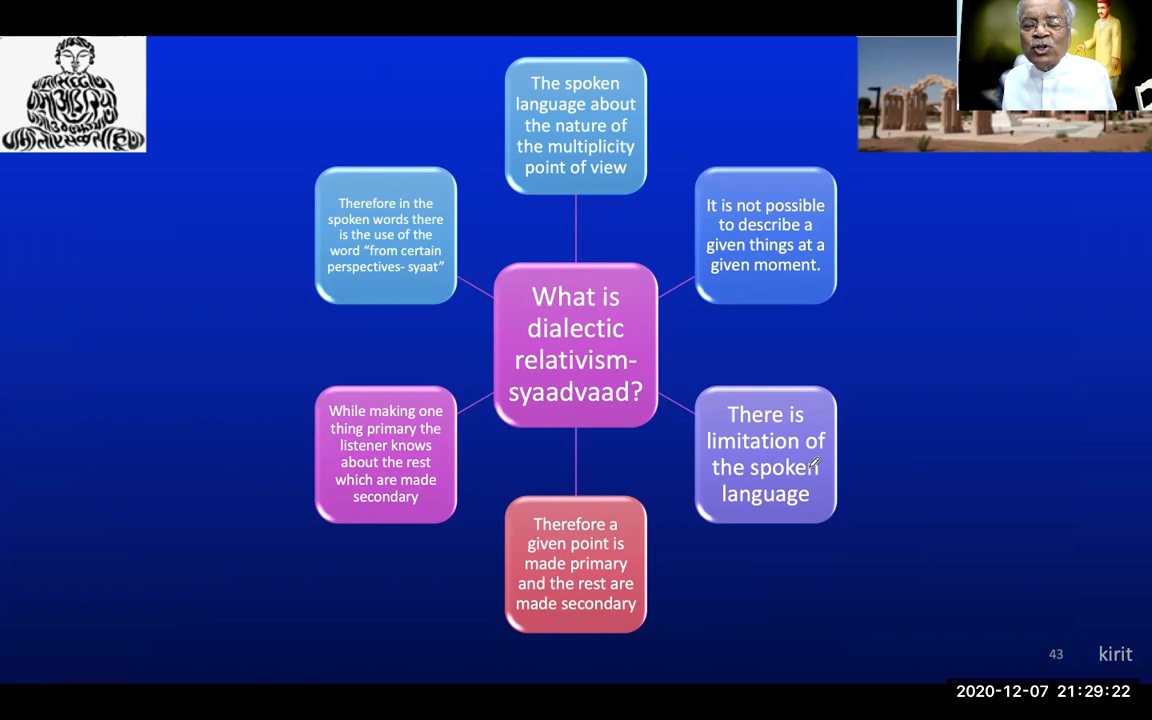 The spoken
language about
the nature of
the multiplicity
point of view
It is not possible
to describe a
given things at a
given moment.
There is
limitation of
the spoken
language
Therefore a
given point is
made primary
and the rest are
made secondary
While making one
thing primary the
listener knows
about the rest
which are made
secondary
Therefore in the
spoken words there
is the use of the
word “from certain
perspectives- syaat”
What is
dialectic
relativism-
syaadvaad?
43
kirit
2020-12-07 21:29:22